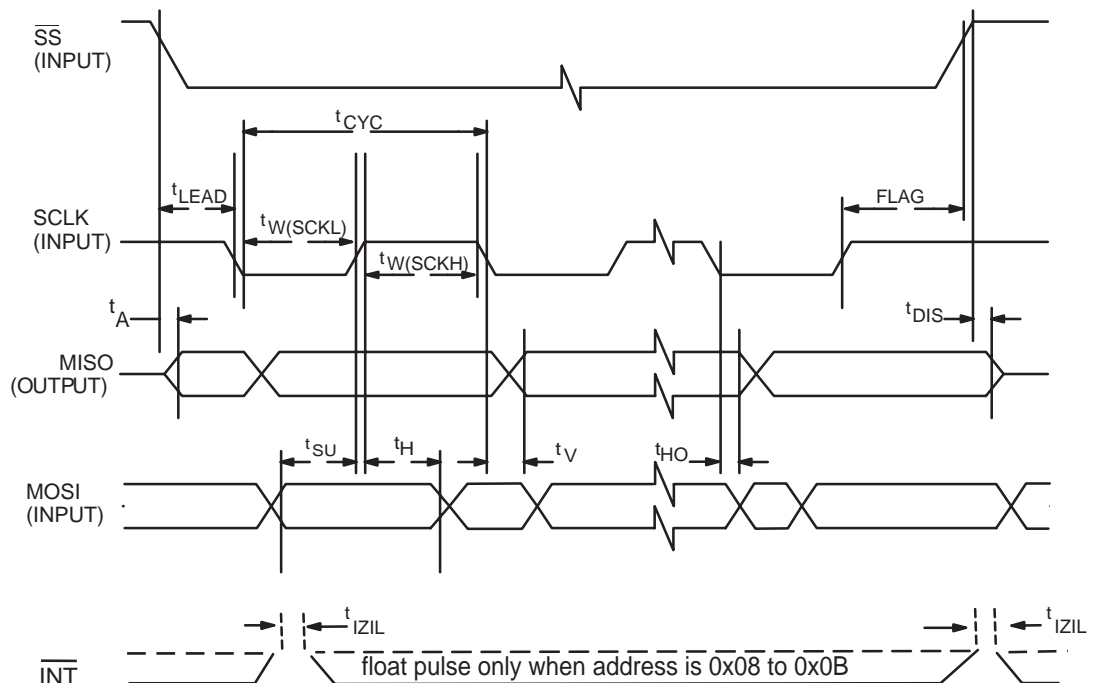 SS
(INPUT)
tCYC
tLEAD
FLAG
SCLK
(INPUT)
tW(SCKL)
tW(SCKH)
tA
tDIS
MISO
(OUTPUT)
tSU
tH
tV
tHO
MOSI
(INPUT)
tIZIL
tIZIL
INT
float pulse only when address is 0x08 to 0x0B